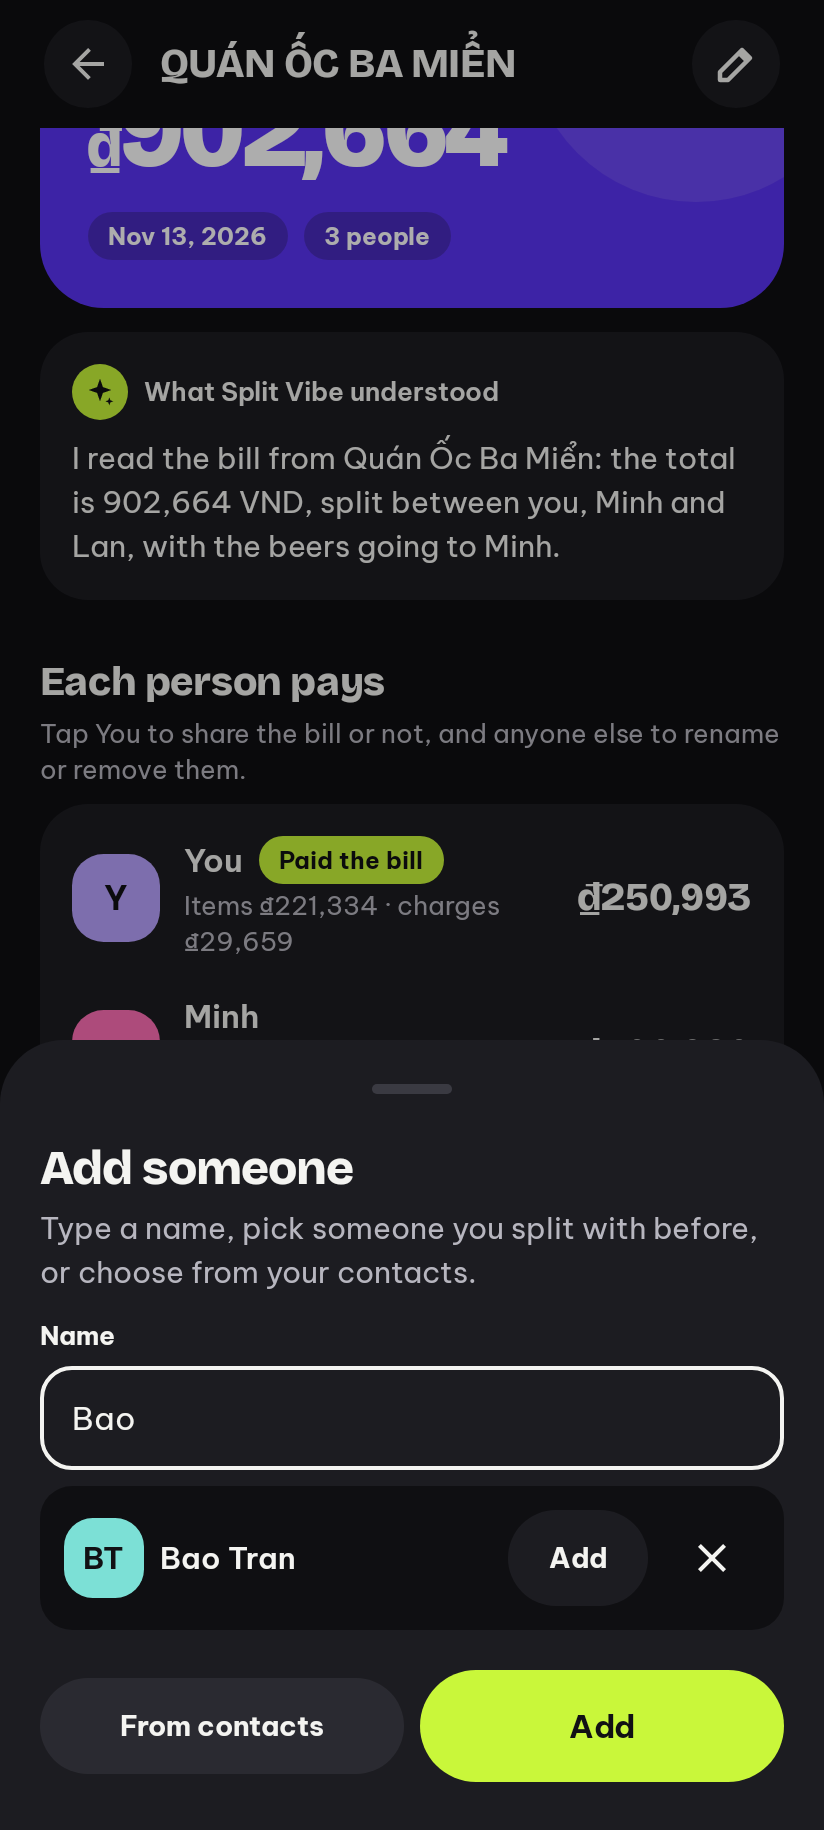 QUÁN ỐC BA MIỂN
₫902,664
Nov 13, 2026
3 people
What Split Vibe understood
I read the bill from Quán Ốc Ba Miển: the total
is 902,664 VND, split between you, Minh and
Lan, with the beers going to Minh.
Each person pays
Tap You to share the bill or not, and anyone else to rename
or remove them.
Y
You
Paid the bill
Items ₫221,334 · charges
₫29,659
₫250,993
Minh
Add someone
Type a name, pick someone you split with before,
or choose from your contacts.
Name
Bao
BT
Bao Tran
Add
From contacts
Add